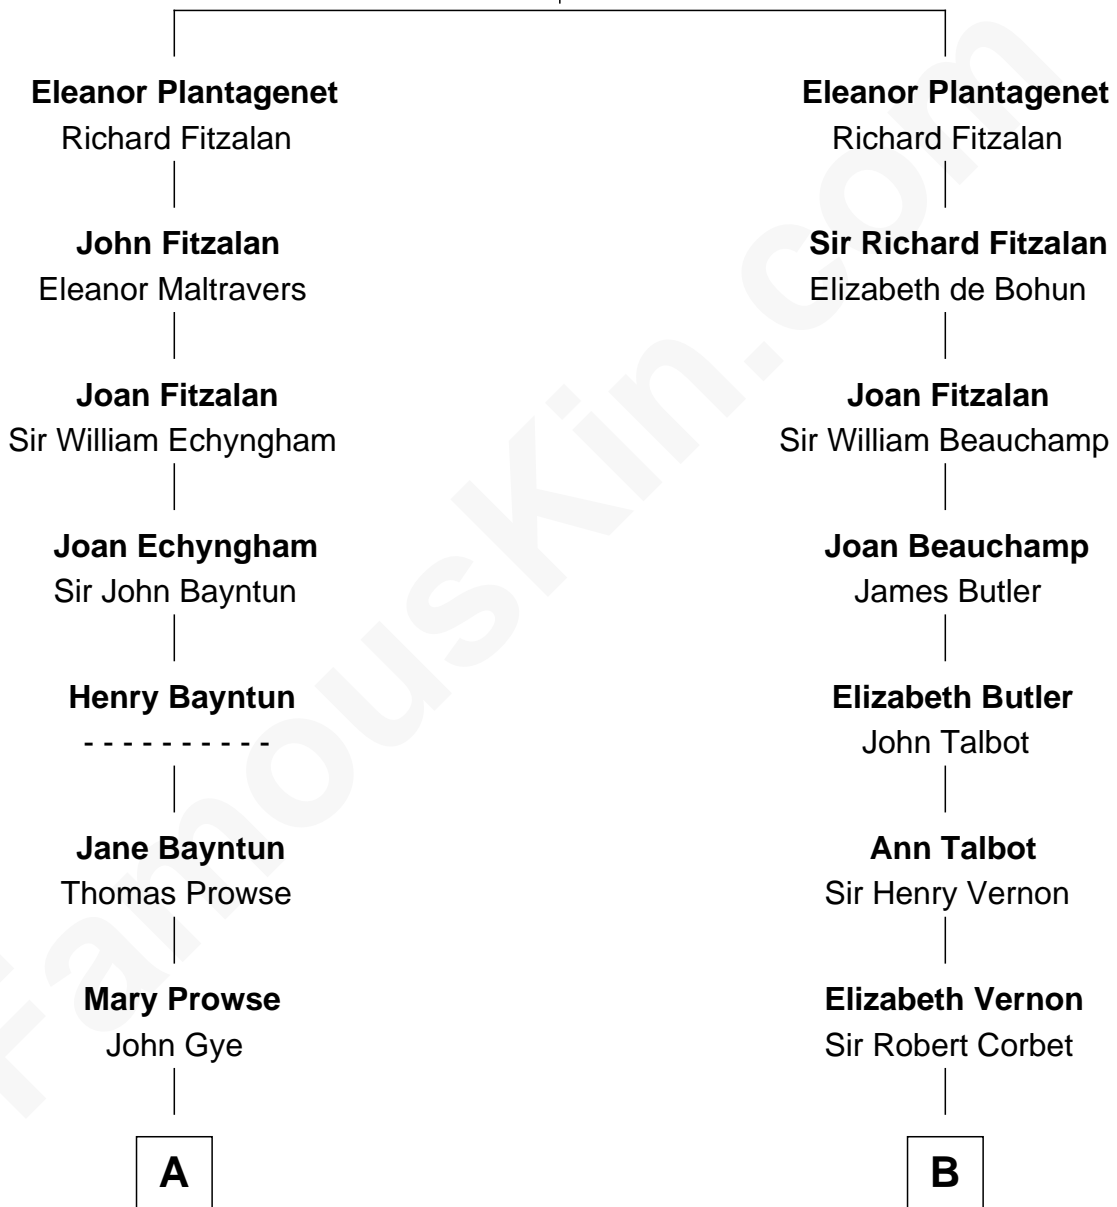 Eleanor Plantagenet
Richard Fitzalan
John Fitzalan
Eleanor Maltravers
Joan Fitzalan
Sir William Echyngham
Joan Echyngham
Sir John Bayntun
Henry Bayntun
- - - - - - - - - -
Jane Bayntun
Thomas Prowse
Mary Prowse
John Gye
A
Eleanor Plantagenet
Richard Fitzalan
Sir Richard Fitzalan
Elizabeth de Bohun
Joan Fitzalan
Sir William Beauchamp
Joan Beauchamp
James Butler
Elizabeth Butler
John Talbot
Ann Talbot
Sir Henry Vernon
Elizabeth Vernon
Sir Robert Corbet
B
FamousKin.com